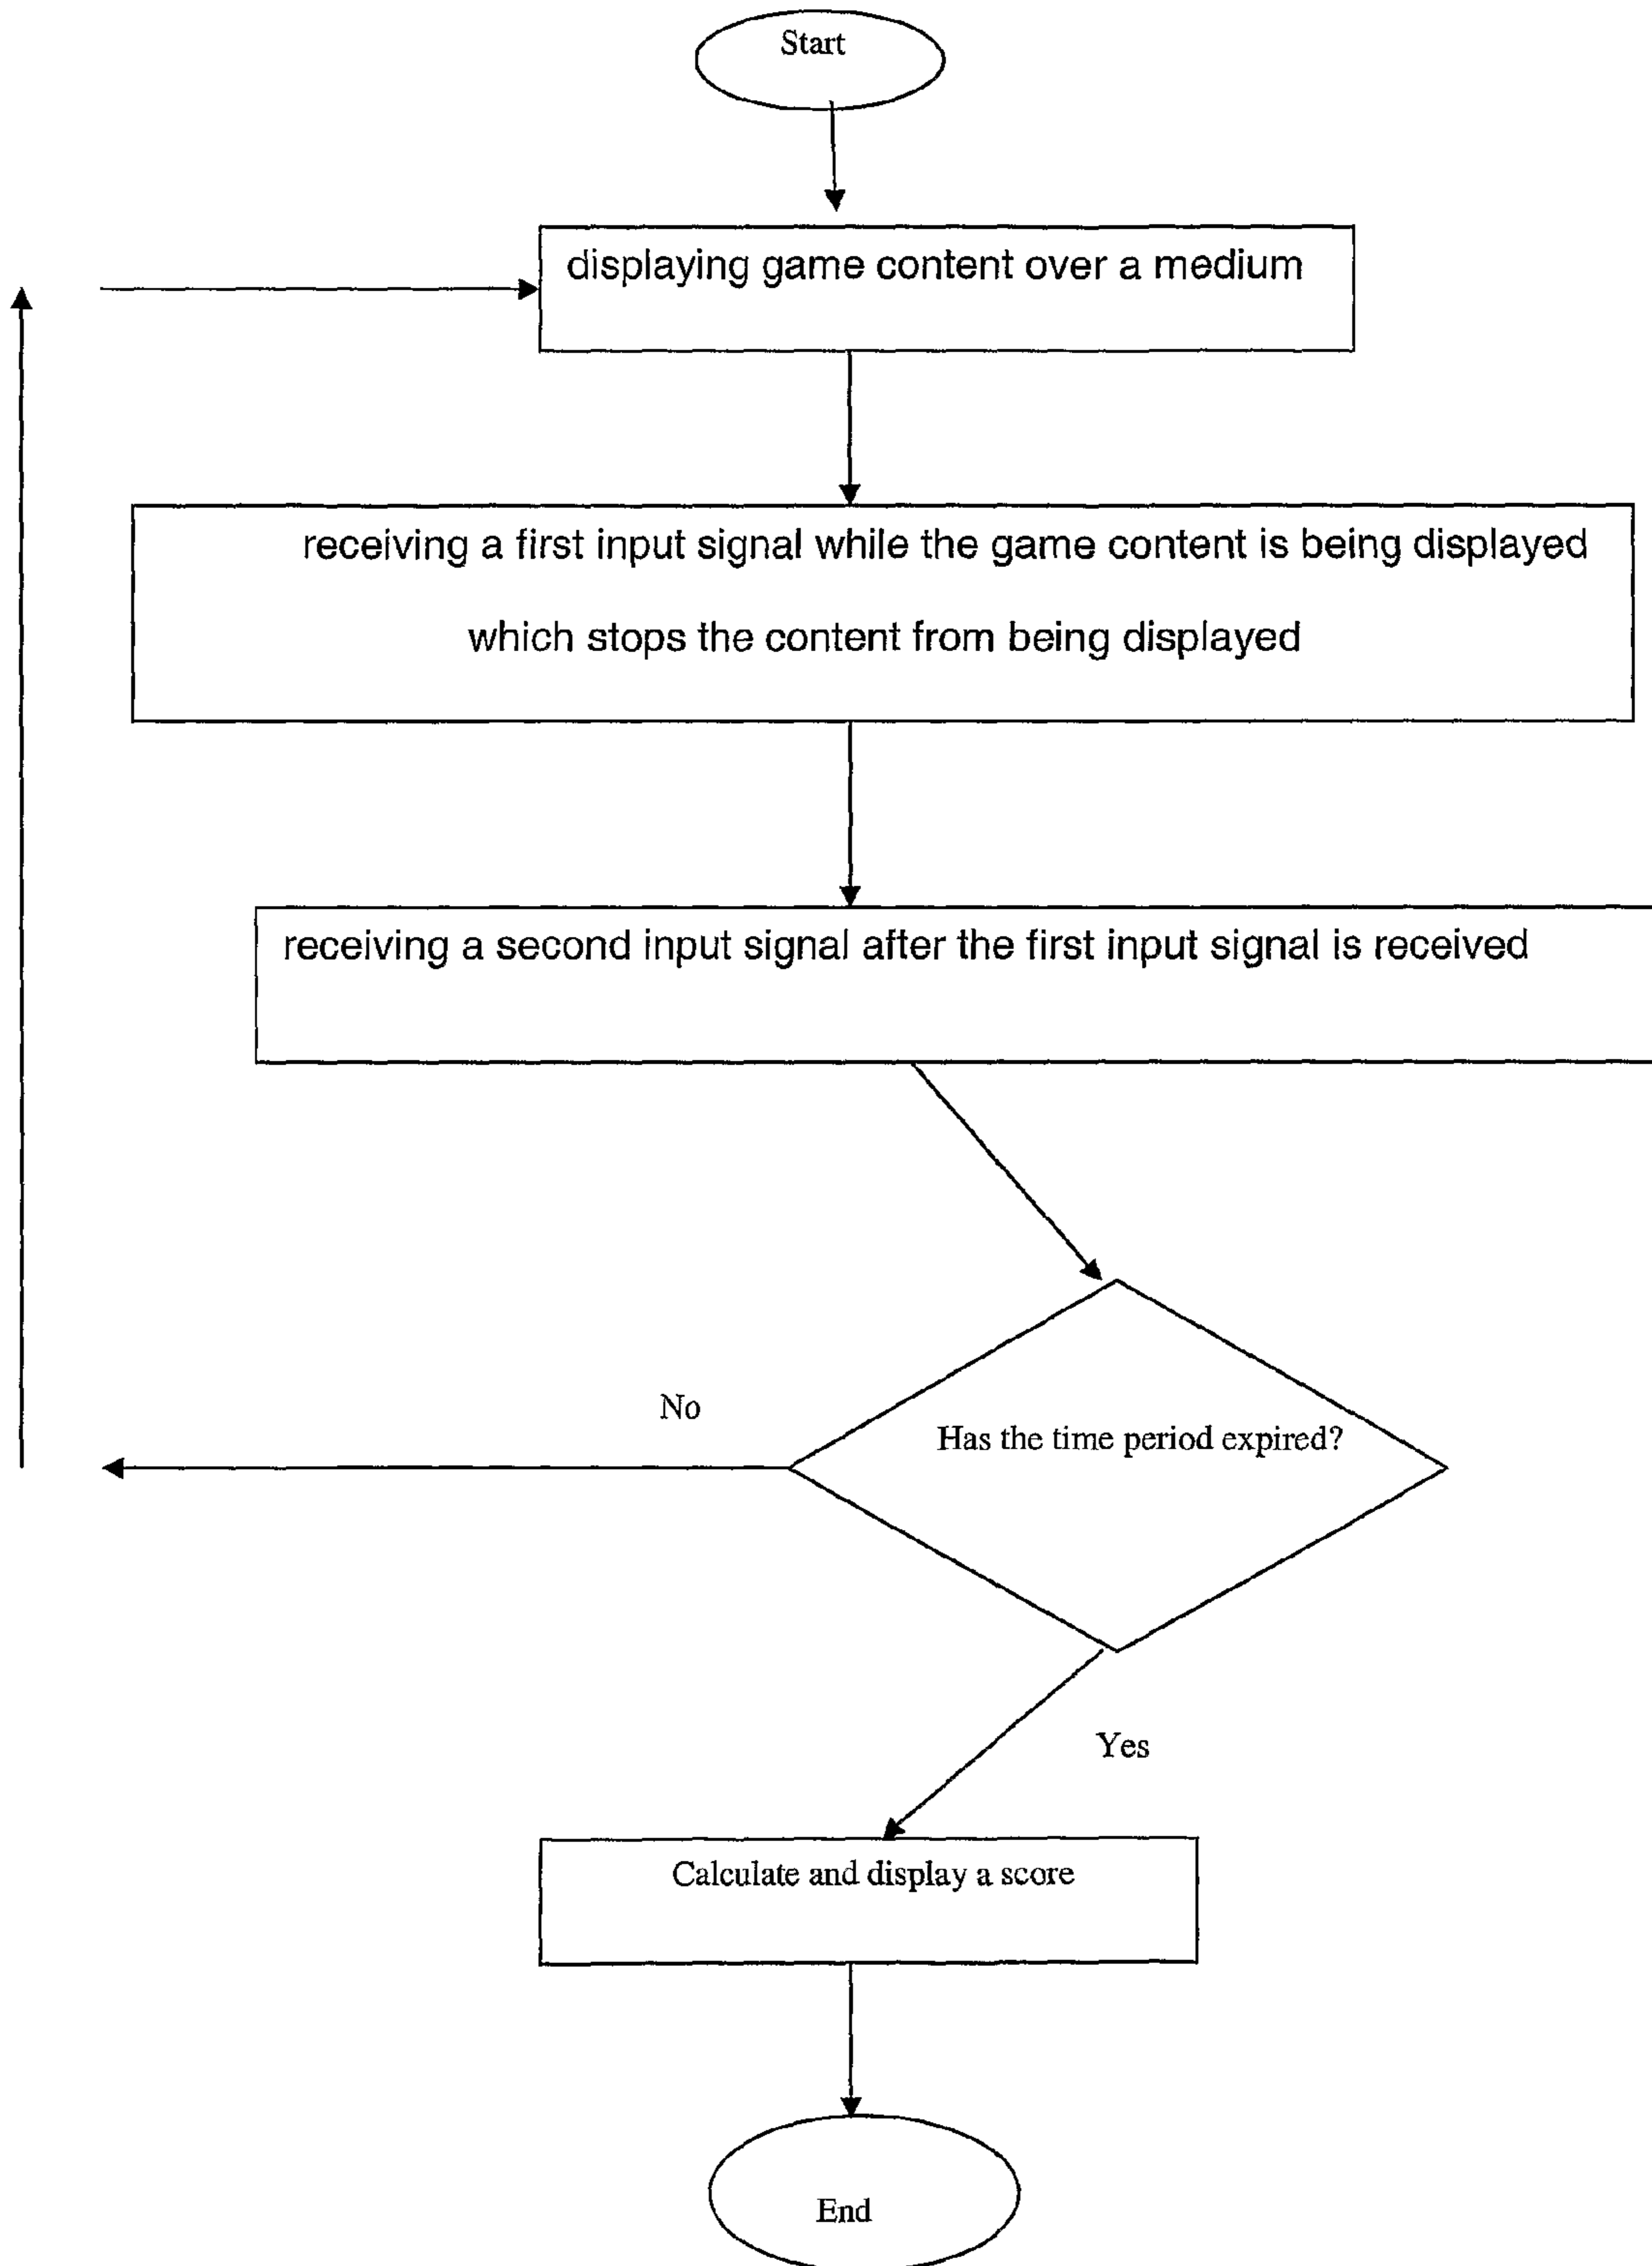 Start
displaying game content over a medium
receiving a first input signal while the game content is being displayed
which stops the content from being displayed
receiving a second input signal after the first input signal is received
No
Has the time period expired?
Yes
Calculate and display a score
End